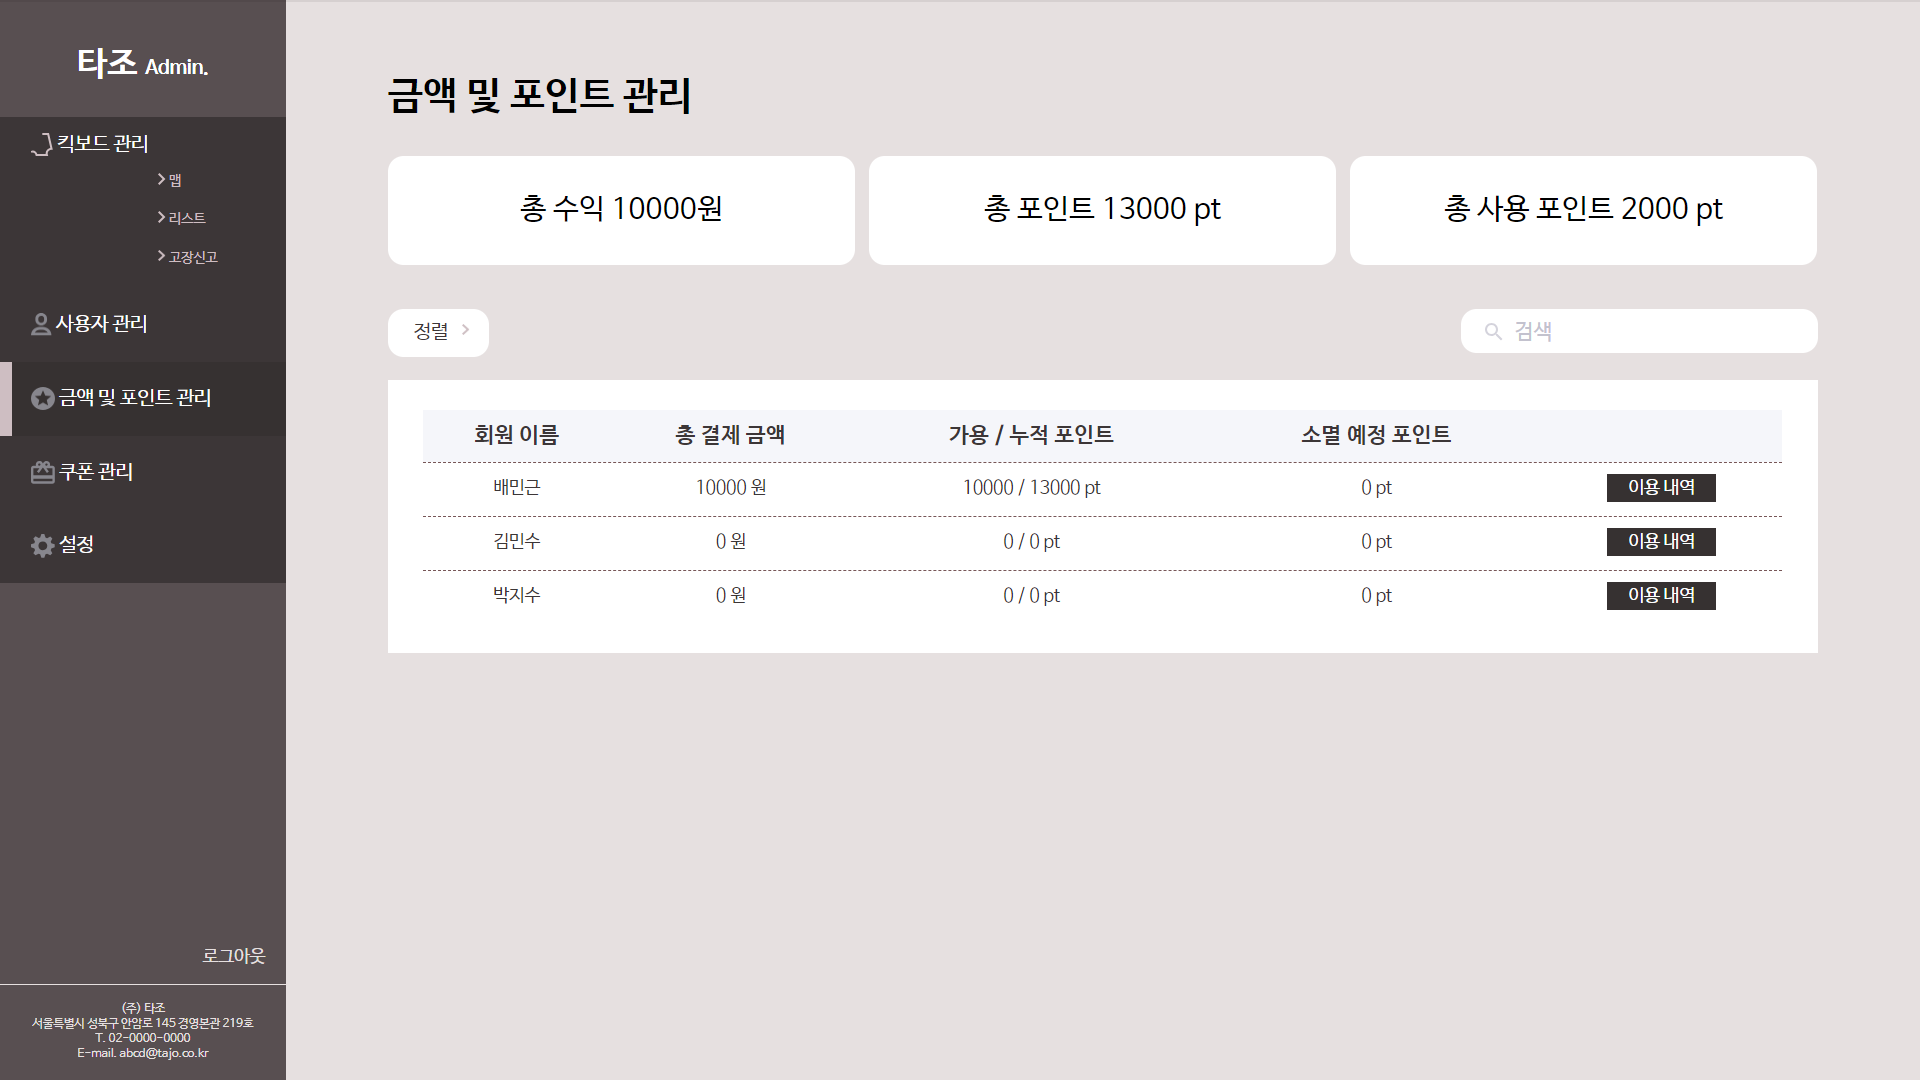 타조 Admin.
킥보드 관리
맵
리스트
고장신고
사용자 관리
금액 및 포인트 관리
쿠폰 관리
설정
로그아웃
(주) 타조
서울특별시 성북구 안암로 145 경영본관 219호
T. 02-0000-0000
E-mail. abcd@tajo.co.kr
금액 및 포인트 관리
총 수익 10000원
총 포인트 13000 pt
총 사용 포인트 2000 pt
정렬
검색
회원 이름 총 결제 금액 가용 / 누적 포인트 소멸 예정 포인트
배민근 10000 원 10000 / 13000 pt 0 pt 이용 내역
김민수 0 원 0 / 0 pt 0 pt 이용 내역
박지수 0 원 0 / 0 pt 0 pt 이용 내역